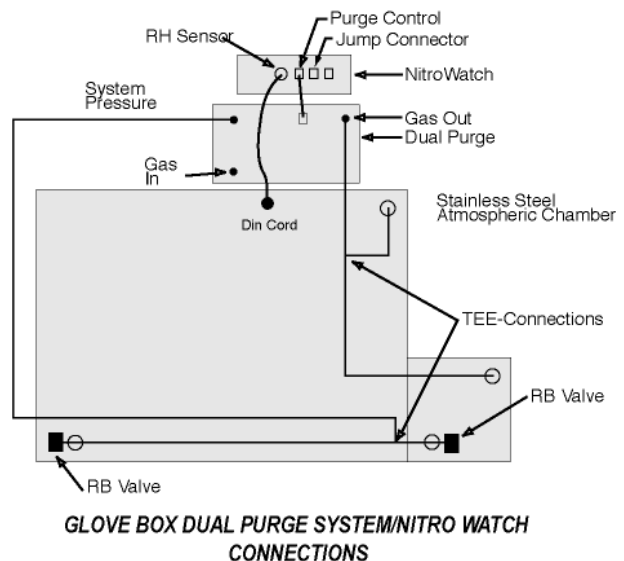 Purge Control
RH Sensor
Jump Connector
NitroWatch
System
Pressure
Gas Out
Dual Purge
Gas
In
Din Cord
Stainless Steel
Atmospheric Chamber
TEE-Connections
RB Valve
RB Valve
GLOVE BOX DUAL PURGE SYSTEM/NITRO WATCH
CONNECTIONS